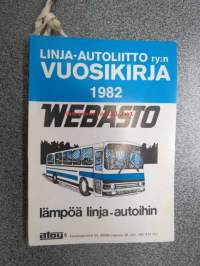 LINJA-AUTOLIITTO ry:n
VUOSIKIRJA
1982
WEBASTO
lämpöä linja-autoihin